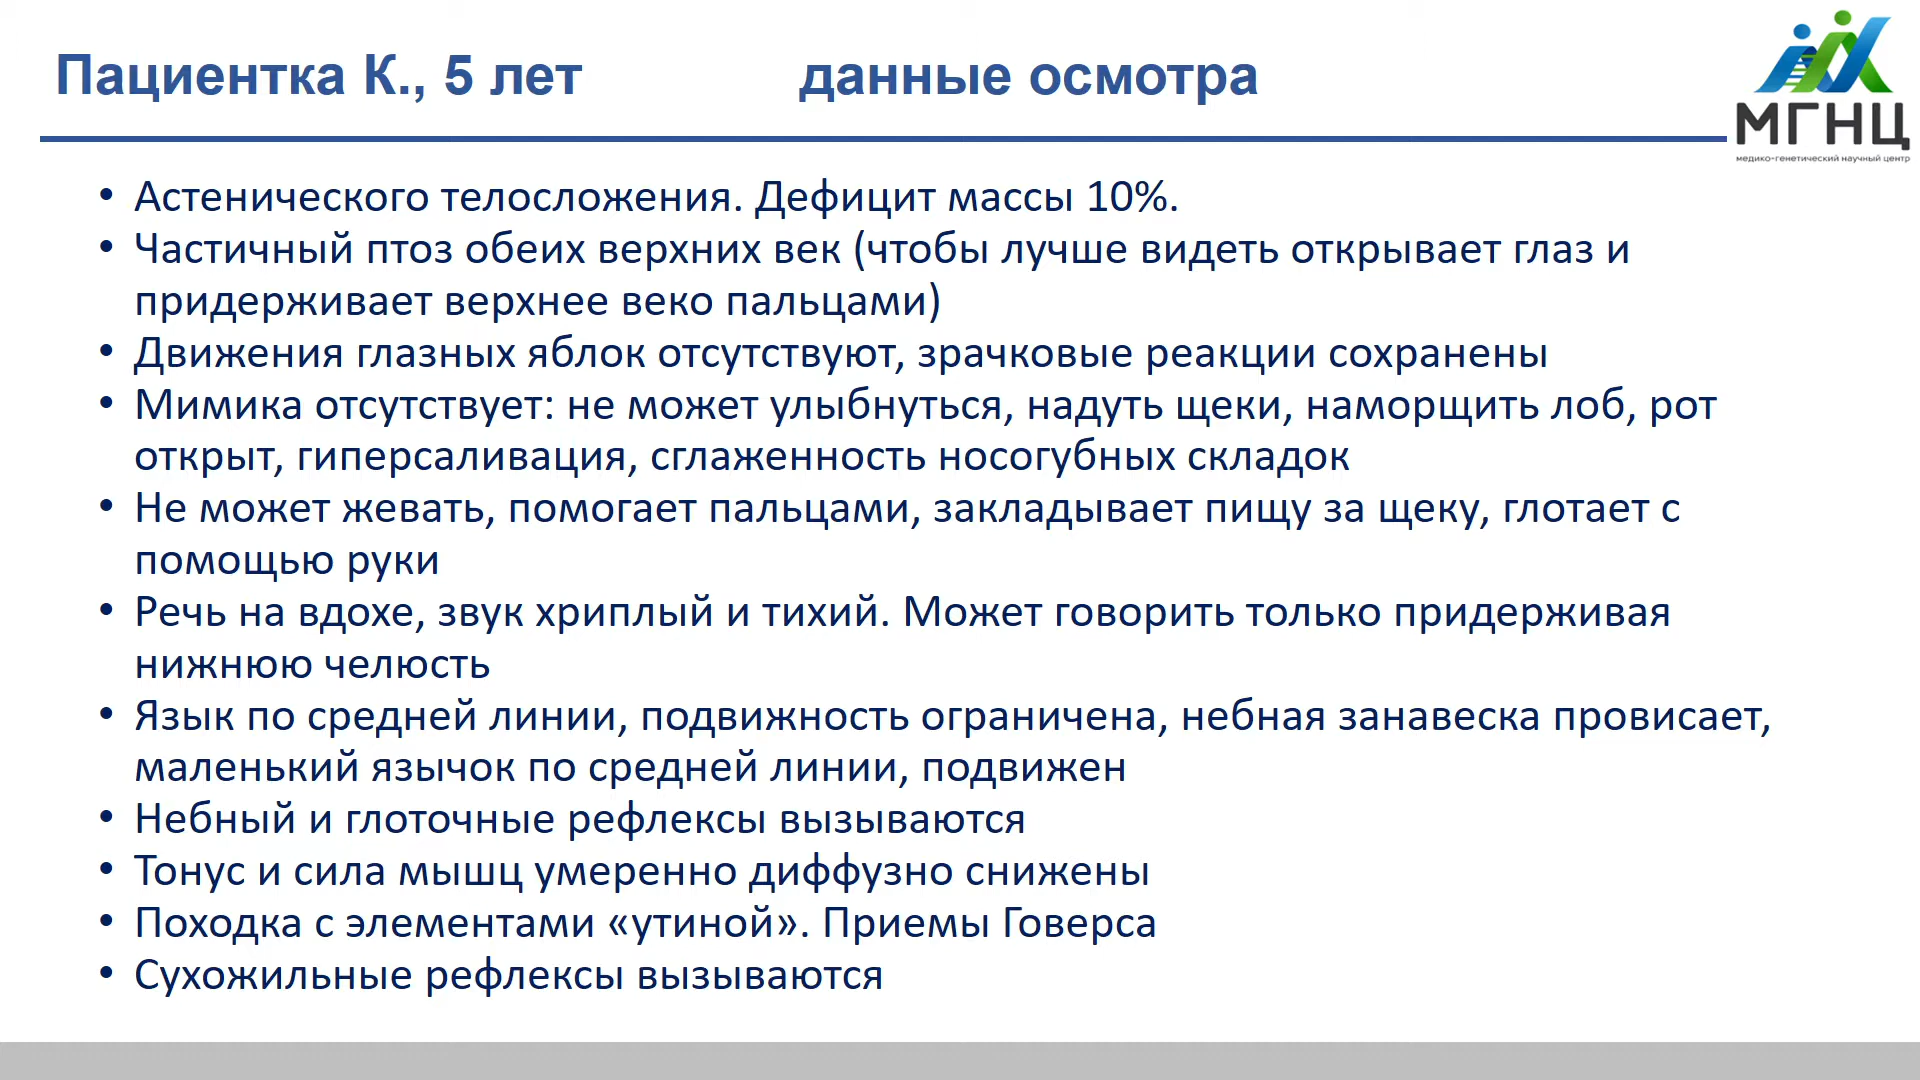 Пациентка К., 5 лет данные осмотра
МГНЦ
медико-генетический научный центр
• Астенического телосложения. Дефицит массы 10%.
• Частичный птоз обеих верхних век (чтобы лучше видеть открывает глаз и
придерживает верхнее веко пальцами)
• Движения глазных яблок отсутствуют, зрачковые реакции сохранены
• Мимика отсутствует: не может улыбнуться, надуть щеки, наморщить лоб, рот
открыт, гиперсаливация, сглаженность носогубных складок
• Не может жевать, помогает пальцами, закладывает пищу за щеку, глотает с
помощью руки
• Речь на вдохе, звук хриплый и тихий. Может говорить только придерживая
нижнюю челюсть
• Язык по средней линии, подвижность ограничена, небная занавеска провисает,
маленький язычок по средней линии, подвижен
• Небный и глоточные рефлексы вызываются
• Тонус и сила мышц умеренно диффузно снижены
• Походка с элементами «утиной». Приемы Говерса
• Сухожильные рефлексы вызываются